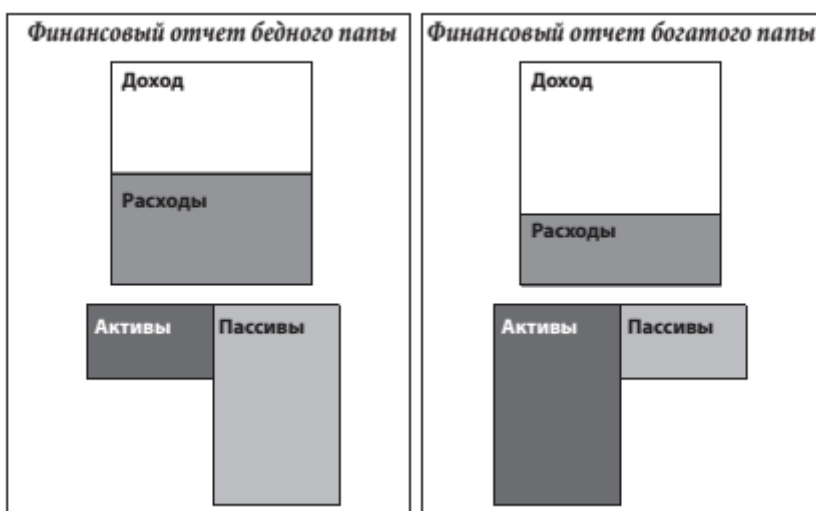 Финансовый отчет бедного папы
Доход
Расходы
Активы Пассивы
Финансовый отчет богатого папы
Доход
Расходы
Активы Пассивы